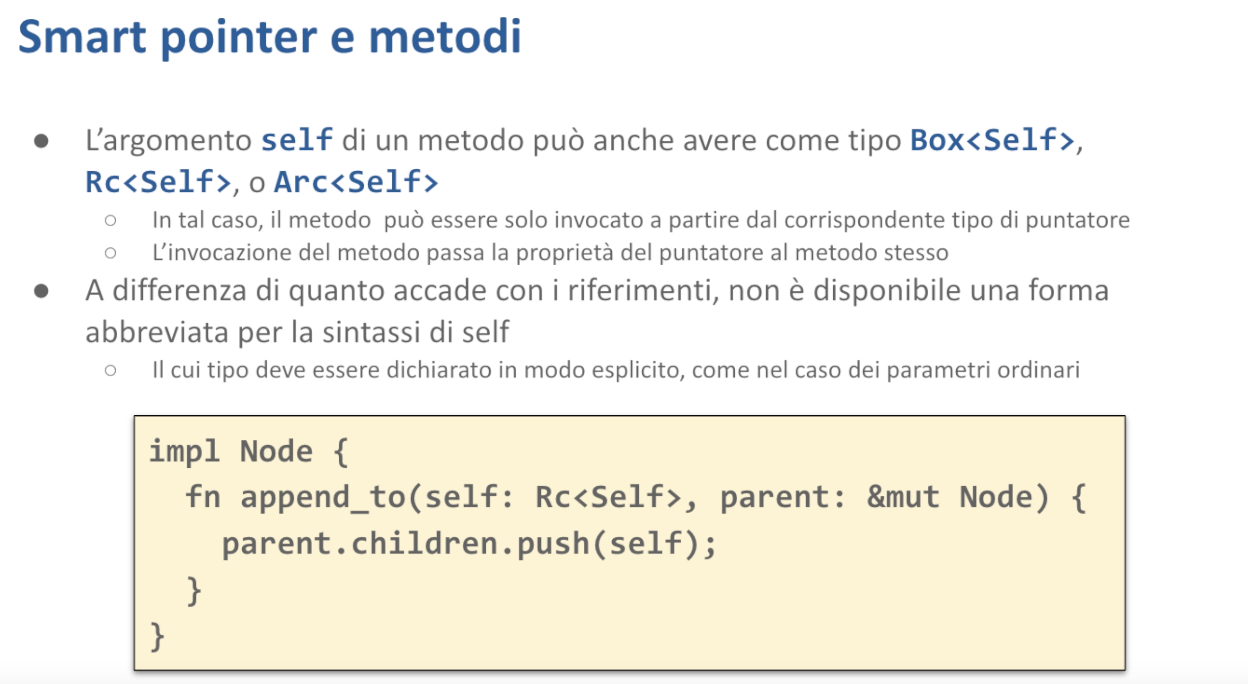 Smart pointer e metodi
● L’argomento self di un metodo può anche avere come tipo Box<Self>,
Rc<Self>, o Arc<Self>
○ In tal caso, il metodo può essere solo invocato a partire dal corrispondente tipo di puntatore
○ L’invocazione del metodo passa la proprietà del puntatore al metodo stesso
● A differenza di quanto accade con i riferimenti, non è disponibile una forma
abbreviata per la sintassi di self
○ Il cui tipo deve essere dichiarato in modo esplicito, come nel caso dei parametri ordinari
impl Node {
  fn append_to(self: Rc<Self>, parent: &mut Node) {
    parent.children.push(self);
  }
}